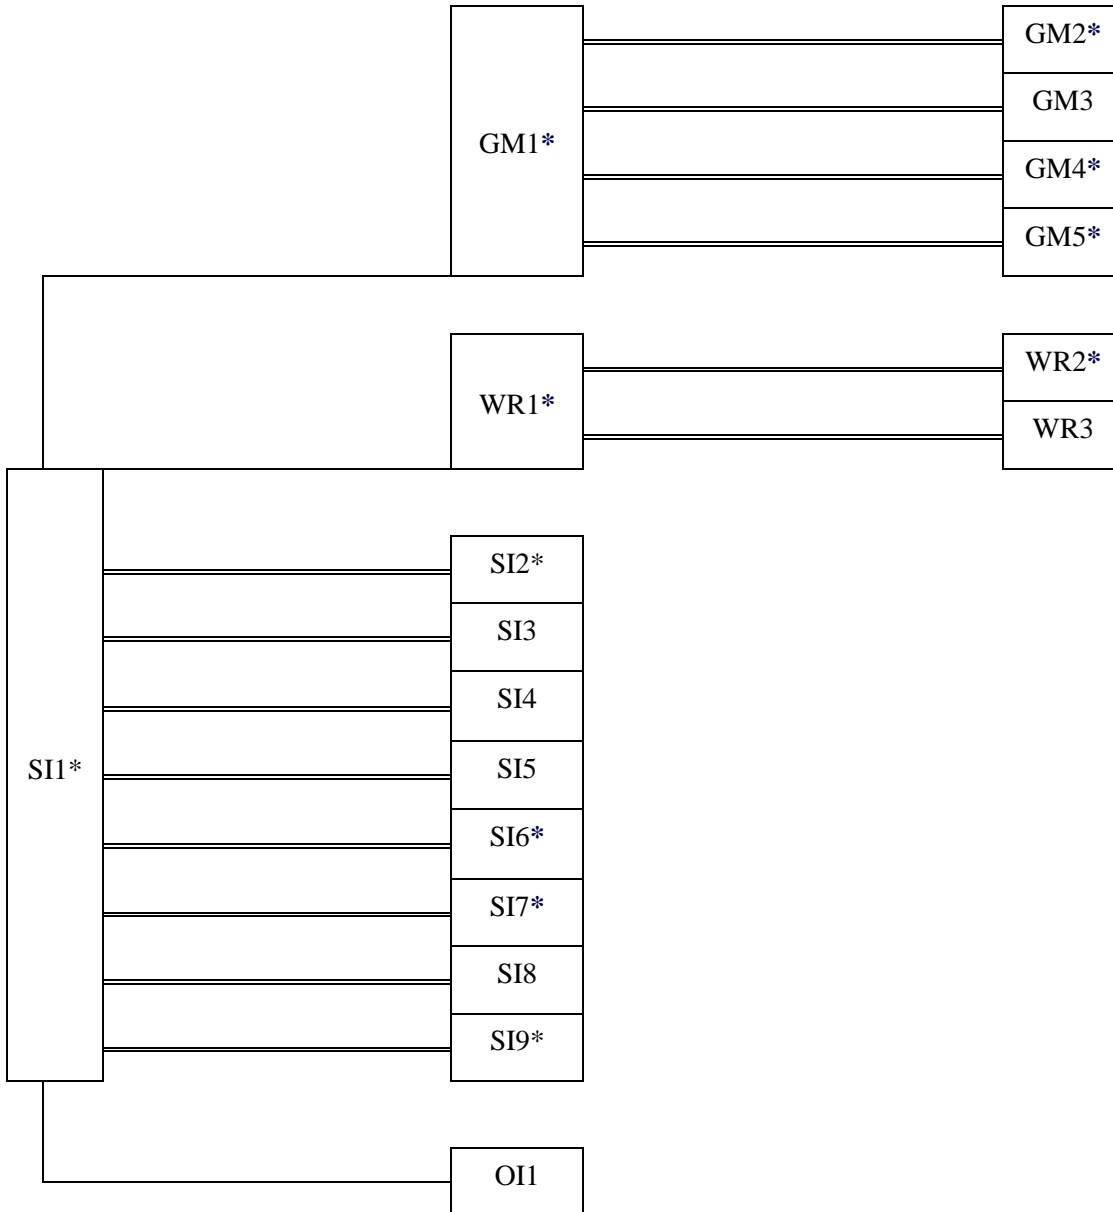 GM2*
GM3
GM1*
GM4*
GM5*
WR2*
WR1*
WR3
SI2*
SI3
SI4
SI1*
SI5
SI6*
SI7*
SI8
SI9*
OI1